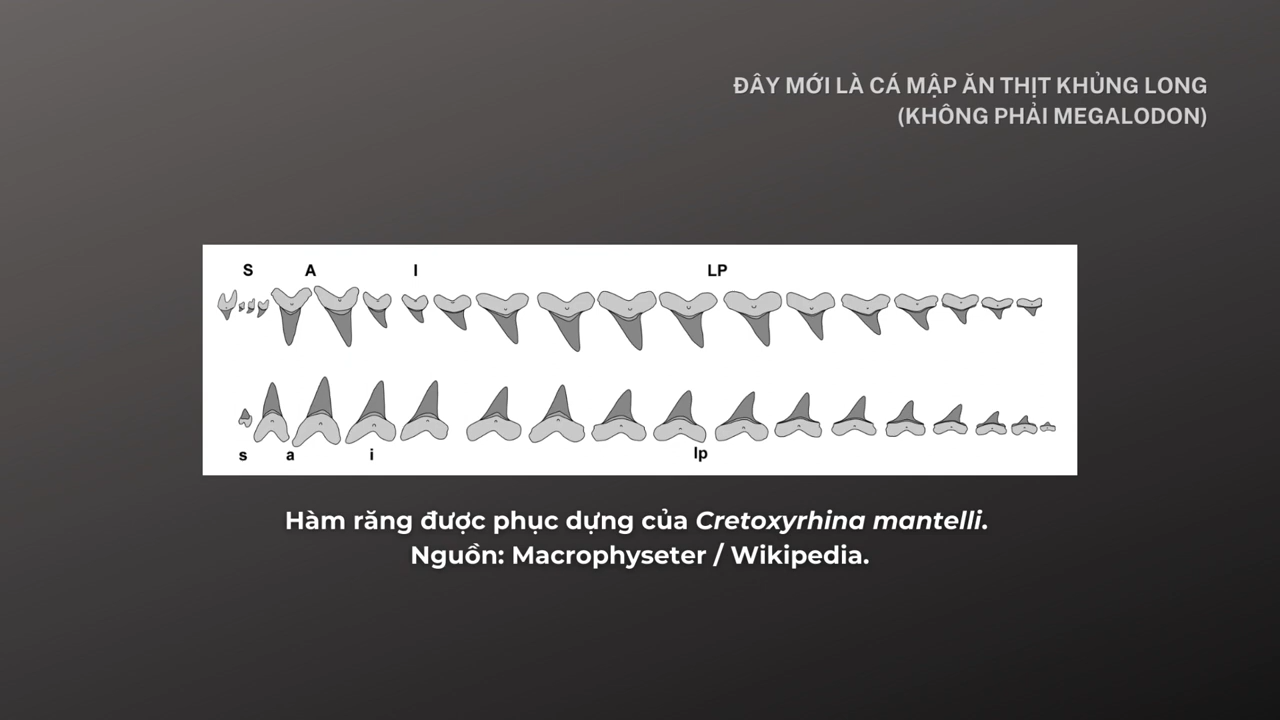 ĐÂY MỚI LÀ CÁ MẬP ĂN THỊT KHỦNG LONG
(KHÔNG PHẢI MEGALODON)
S A I LP
s a i lp
Hàm răng được phục dựng của Cretoxyrhina mantelli.
Nguồn: Macrophyseter / Wikipedia.